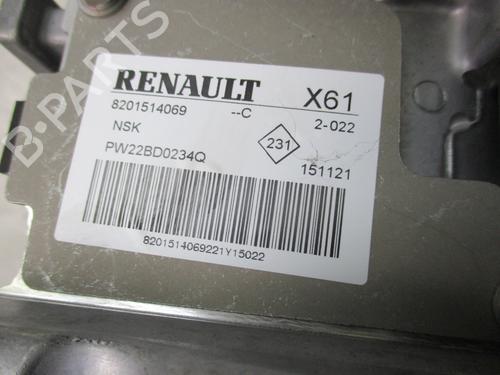 RENAULT X61
8201514069 --C 2-022
NSK
231
PW22BD0234Q 151121
8201514069221Y15022
B-PARTS